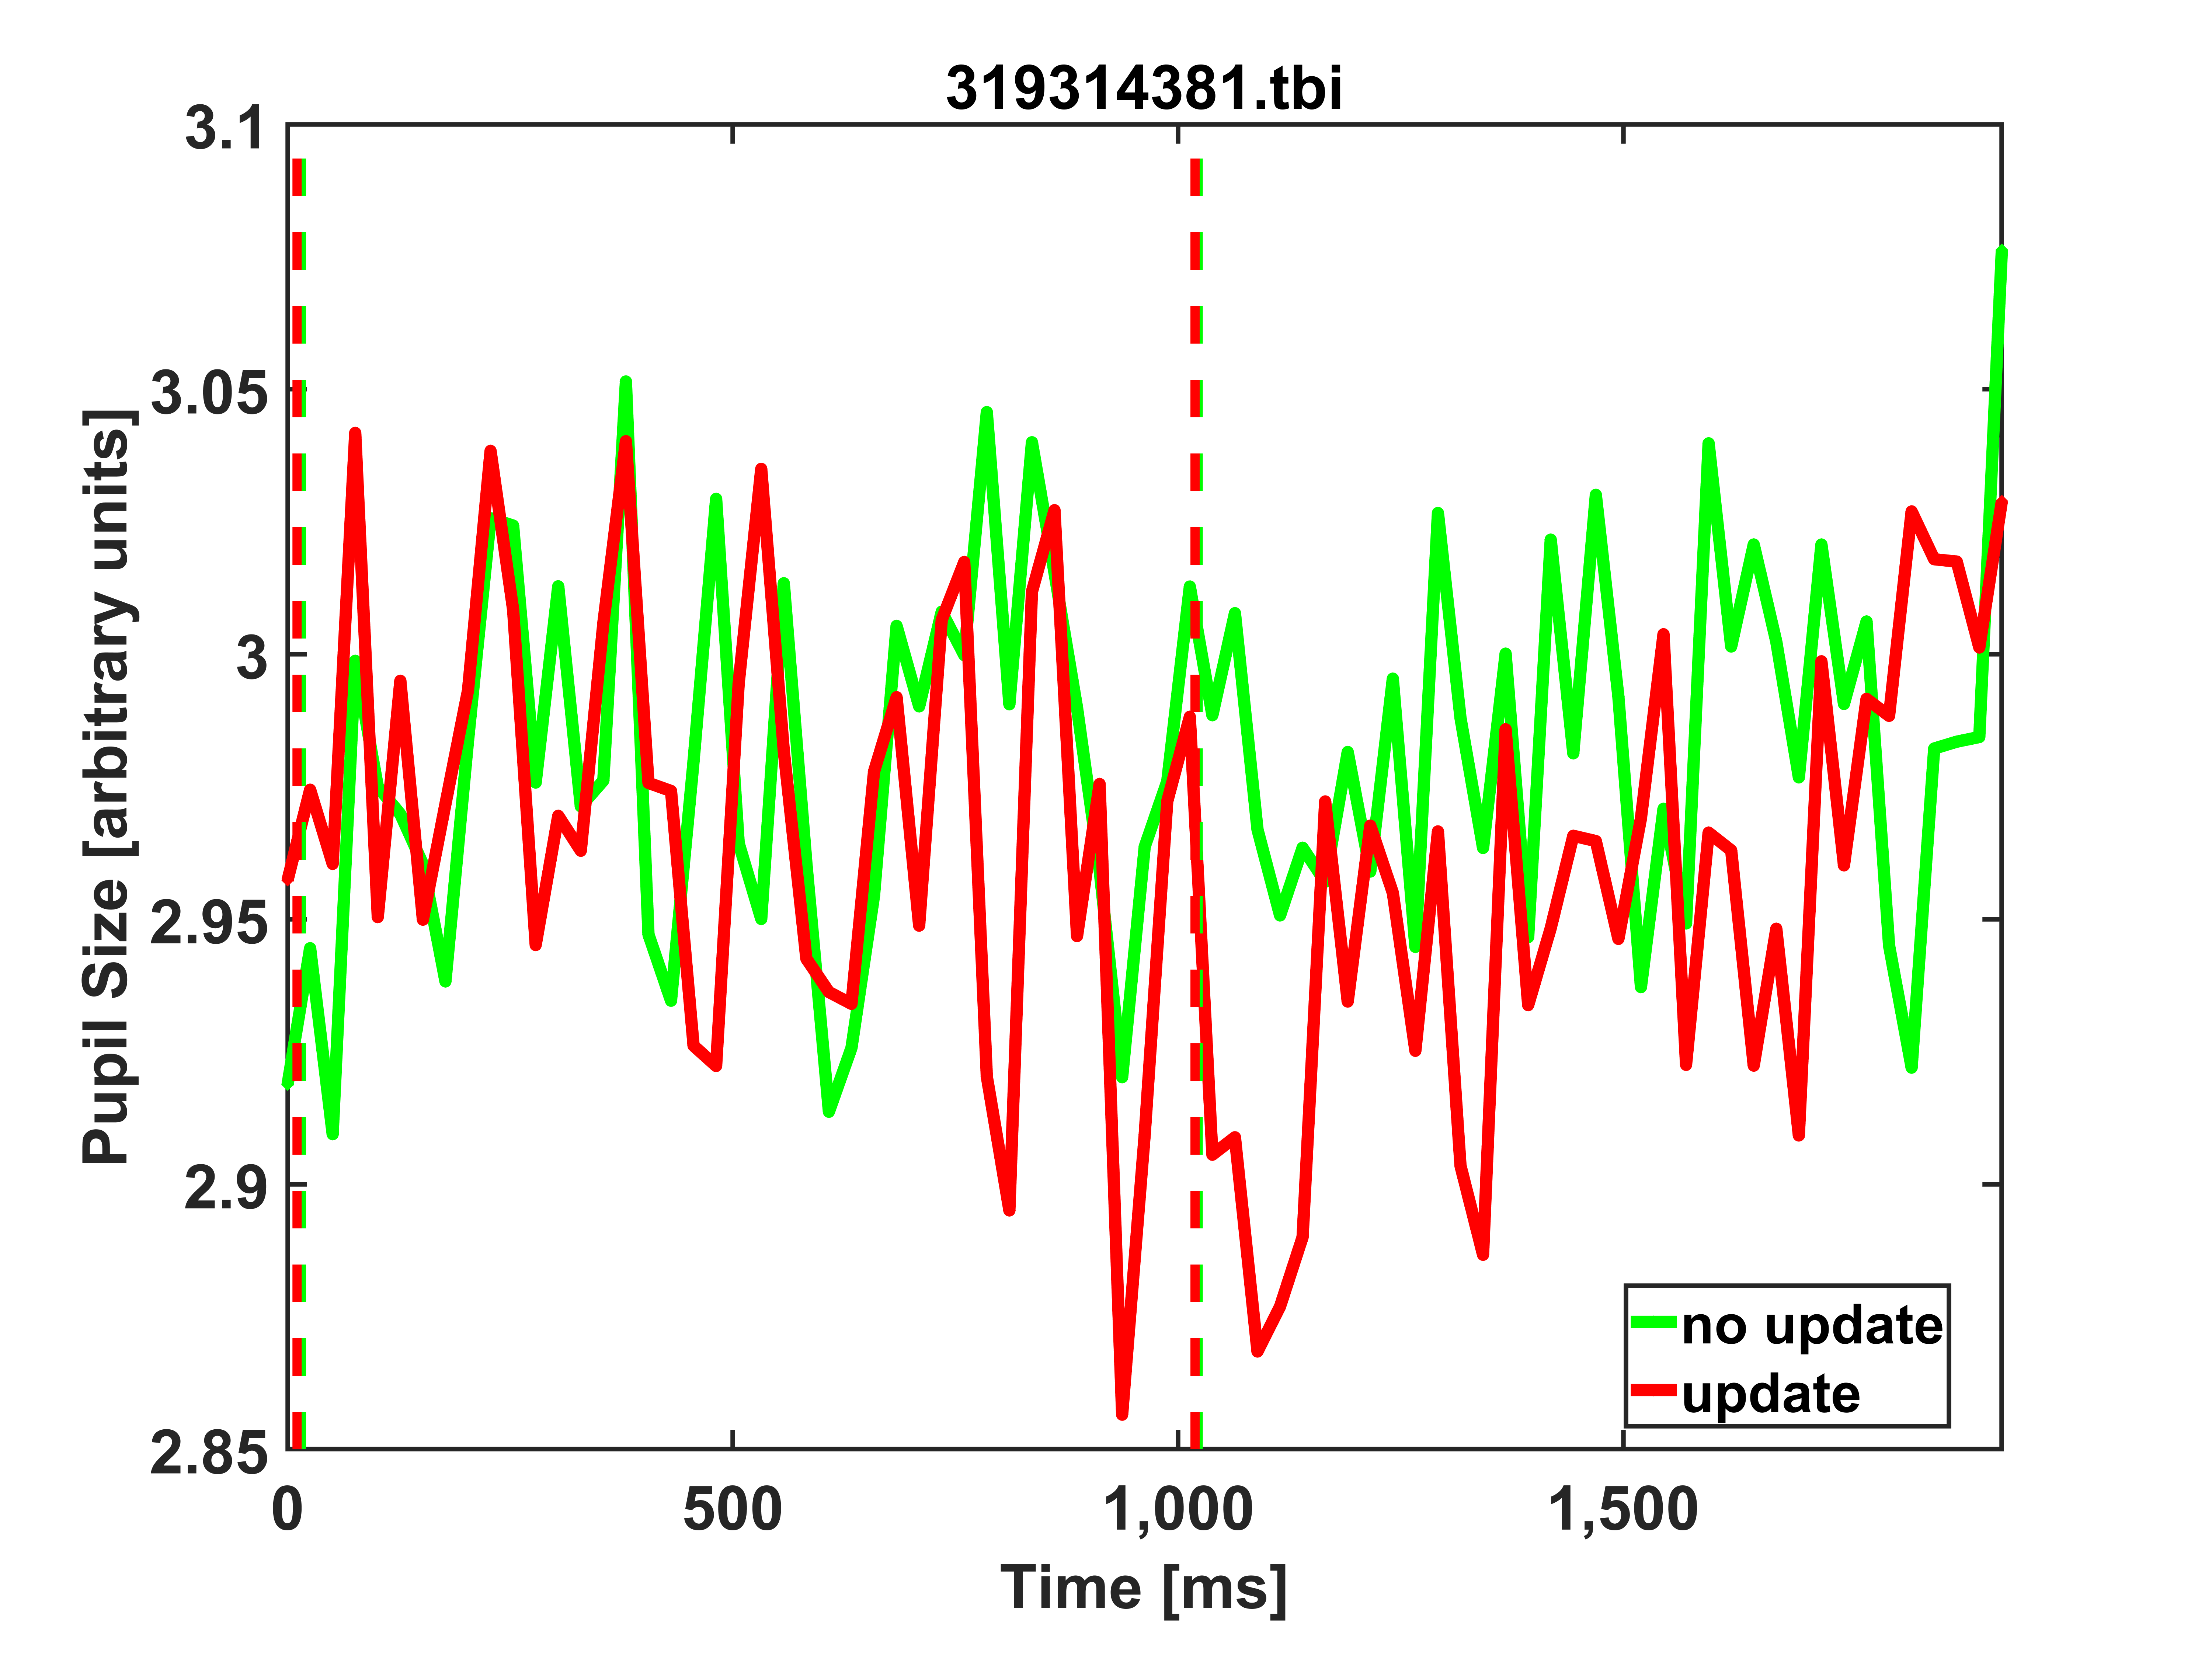 319314381.tbi
3.1
3.05
3
2.95
2.9
2.85
Pupil Size [arbitrary units]
0 500 1,000 1,500
Time [ms]
no update
update